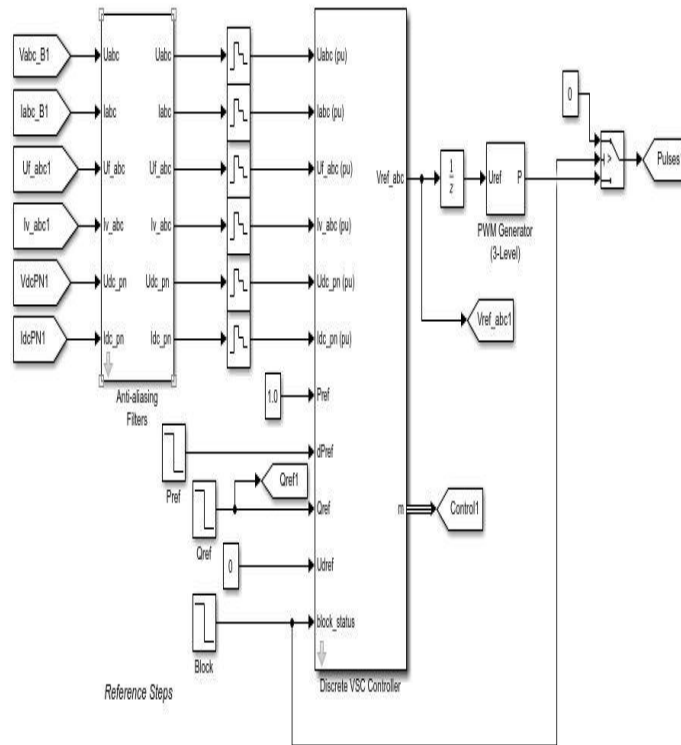 Vabc_B1
Uabc
Uabc
Uabc (pu)
0
Iabc_B1
Iabc
Iabc
Iabc (pu)
>
Pulses1
Uf_abc1
Uf_abc
Uf_abc
Uf_abc (pu)
Vref_abc
1
z
Uref
P
Iv_abc1
Iv_abc
Iv_abc
Iv_abc (pu)
PWM Generator
(3-Level)
VdcPN1
Udc_pn
Udc_pn
Udc_pn (pu)
Vref_abc1
IdcPN1
Idc_pn
Idc_pn
Idc_pn (pu)
Anti-aliasing
Filters
1.0
Pref
dPref
Pref
Qref1
Qref
m
Control1
Qref
0
Udref
block_status
Block
Discrete VSC Controller
Reference Steps